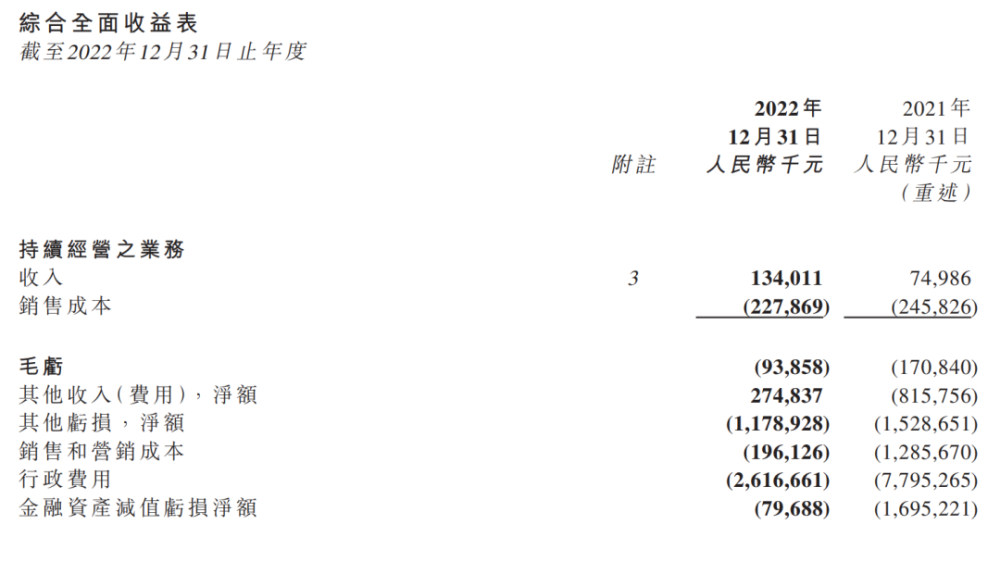 綜合全面收益表
截至2022年12月31日止年度
2022年 2021年
12月31日 12月31日
附註 人民幣千元 人民幣千元
(重述)
持續經營之業務
收入 3 134,011 74,986
銷售成本 (227,869) (245,826)
毛虧 (93,858) (170,840)
其他收入(費用)，淨額 274,837 (815,756)
其他虧損，淨額 (1,178,928) (1,528,651)
銷售和營銷成本 (196,126) (1,285,670)
行政費用 (2,616,661) (7,795,265)
金融資產減值虧損淨額 (79,688) (1,695,221)